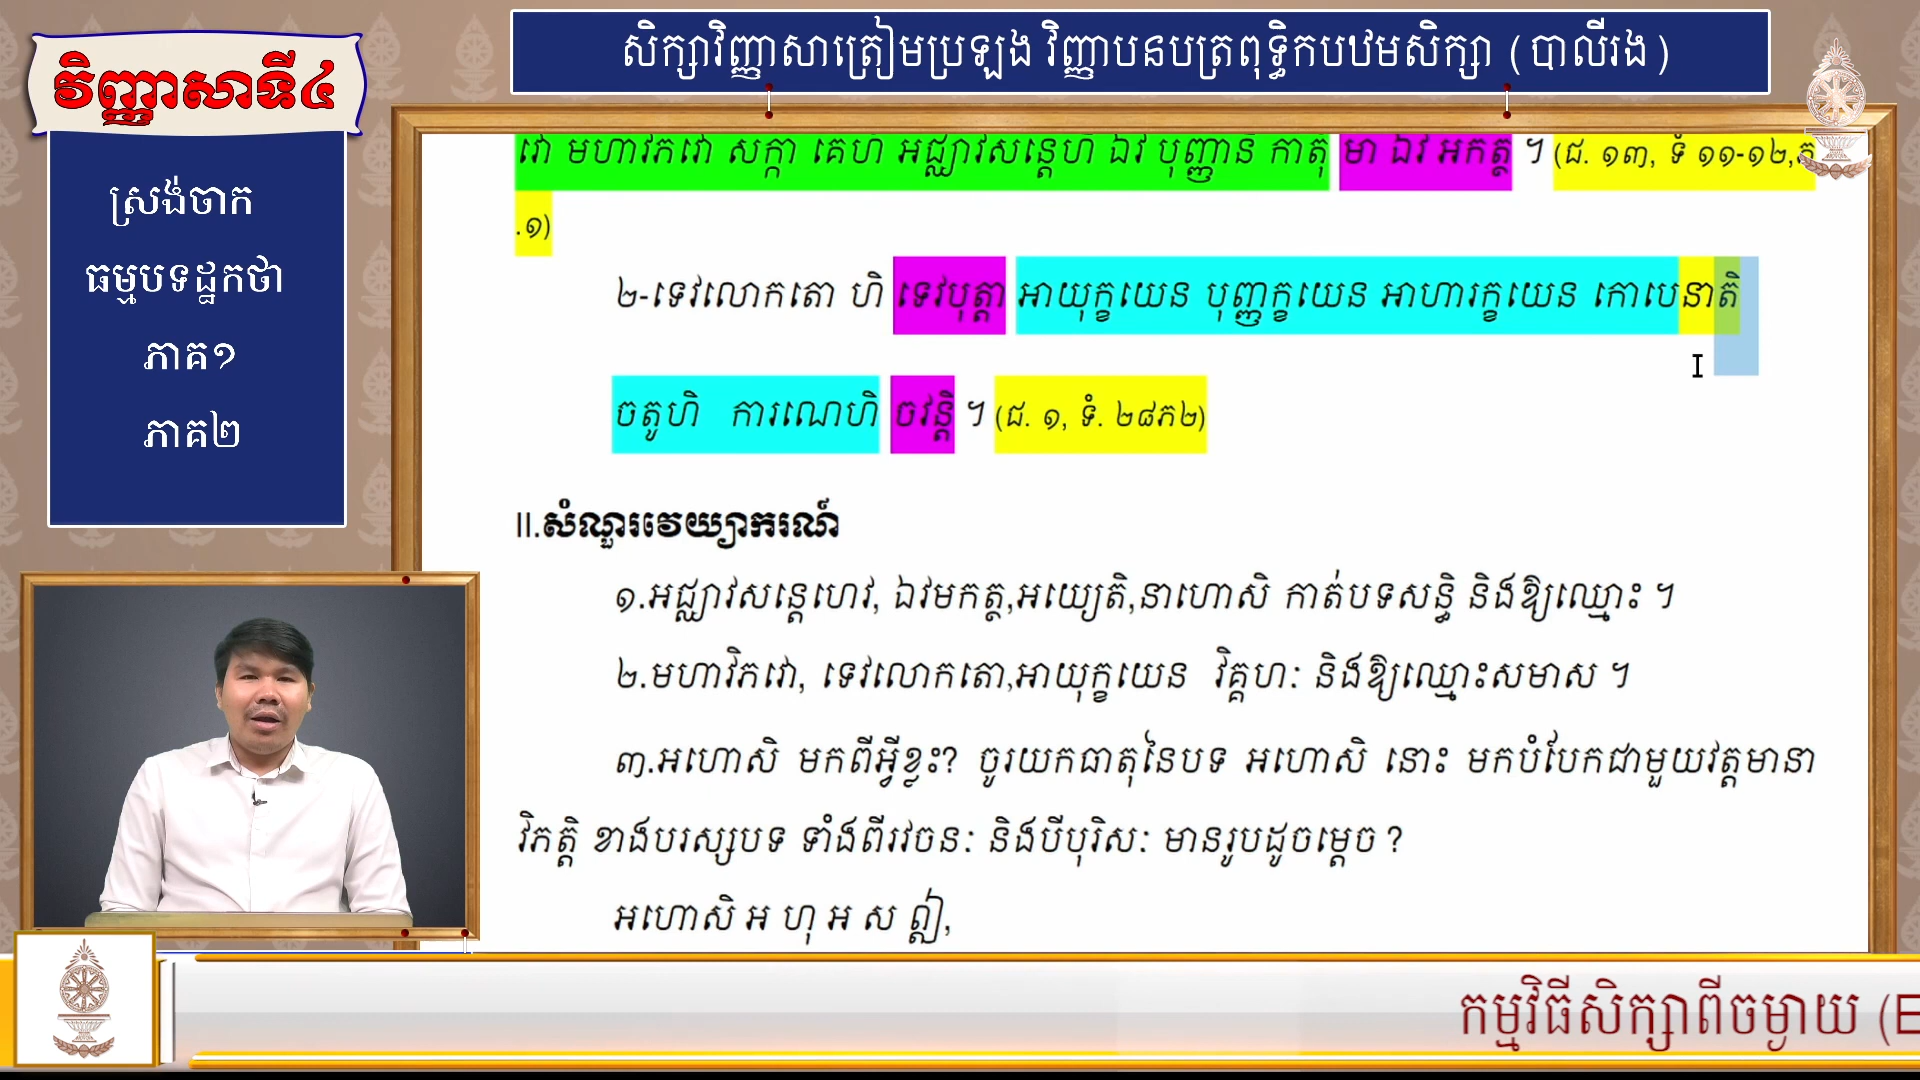 សិក្សាវិញ្ញាសាត្រៀមប្រឡង វិញ្ញាបនបត្រពុទ្ធិកបឋមសិក្សា (បាលីរង)
វិញ្ញាសាទី៤
ស្រង់ចាក
ធម្មបទដ្ឋកថា
ភាគ១
ភាគ២
វោ មហាវិភវោ សក្កា គេហំ អជ្ឈាវសន្តេហិ ឯវ បុញ្ញានិ កាតុំ មា ឯវំ អកត្ថ ។ (ជ. ១៣, ទំ ១១-១២,ភ
.១)
២-ទេវលោកតោ ហិ ទេវបុត្តា អាយុក្ខយេន បុញ្ញក្ខយេន អាហារក្ខយេន កោបេនាតិ
ចតូហិ ការណេហិ ចវន្តិ ។ (ជ. ១, ទំ. ២៨ភ២)
II.សំណួរវេយ្យាករណ៍
១.អជ្ឈាវសន្តេហេវ, ឯវមកត្ថ,អយ្យេតិ,នាហោសិ កាត់បទសន្ធិ និងឱ្យឈ្មោះ ។
២.មហាវិភវោ, ទេវលោកតោ,អាយុក្ខយេន វិគ្គហៈ និងឱ្យឈ្មោះសមាស ។
៣.អហោសិ មកពីអ្វីខ្លះ? ចូរយកធាតុនៃបទ អហោសិ នោះ មកបំបែកជាមួយវត្តមានា
វិភត្តិ ខាងបរស្សបទ ទាំងពីរវចនៈ និងបីបុរិសៈ មានរូបដូចម្តេច ?
អហោសិ អ ហុ អ ស ឦ,
កម្មវិធីសិក្សាពីចម្ងាយ (E